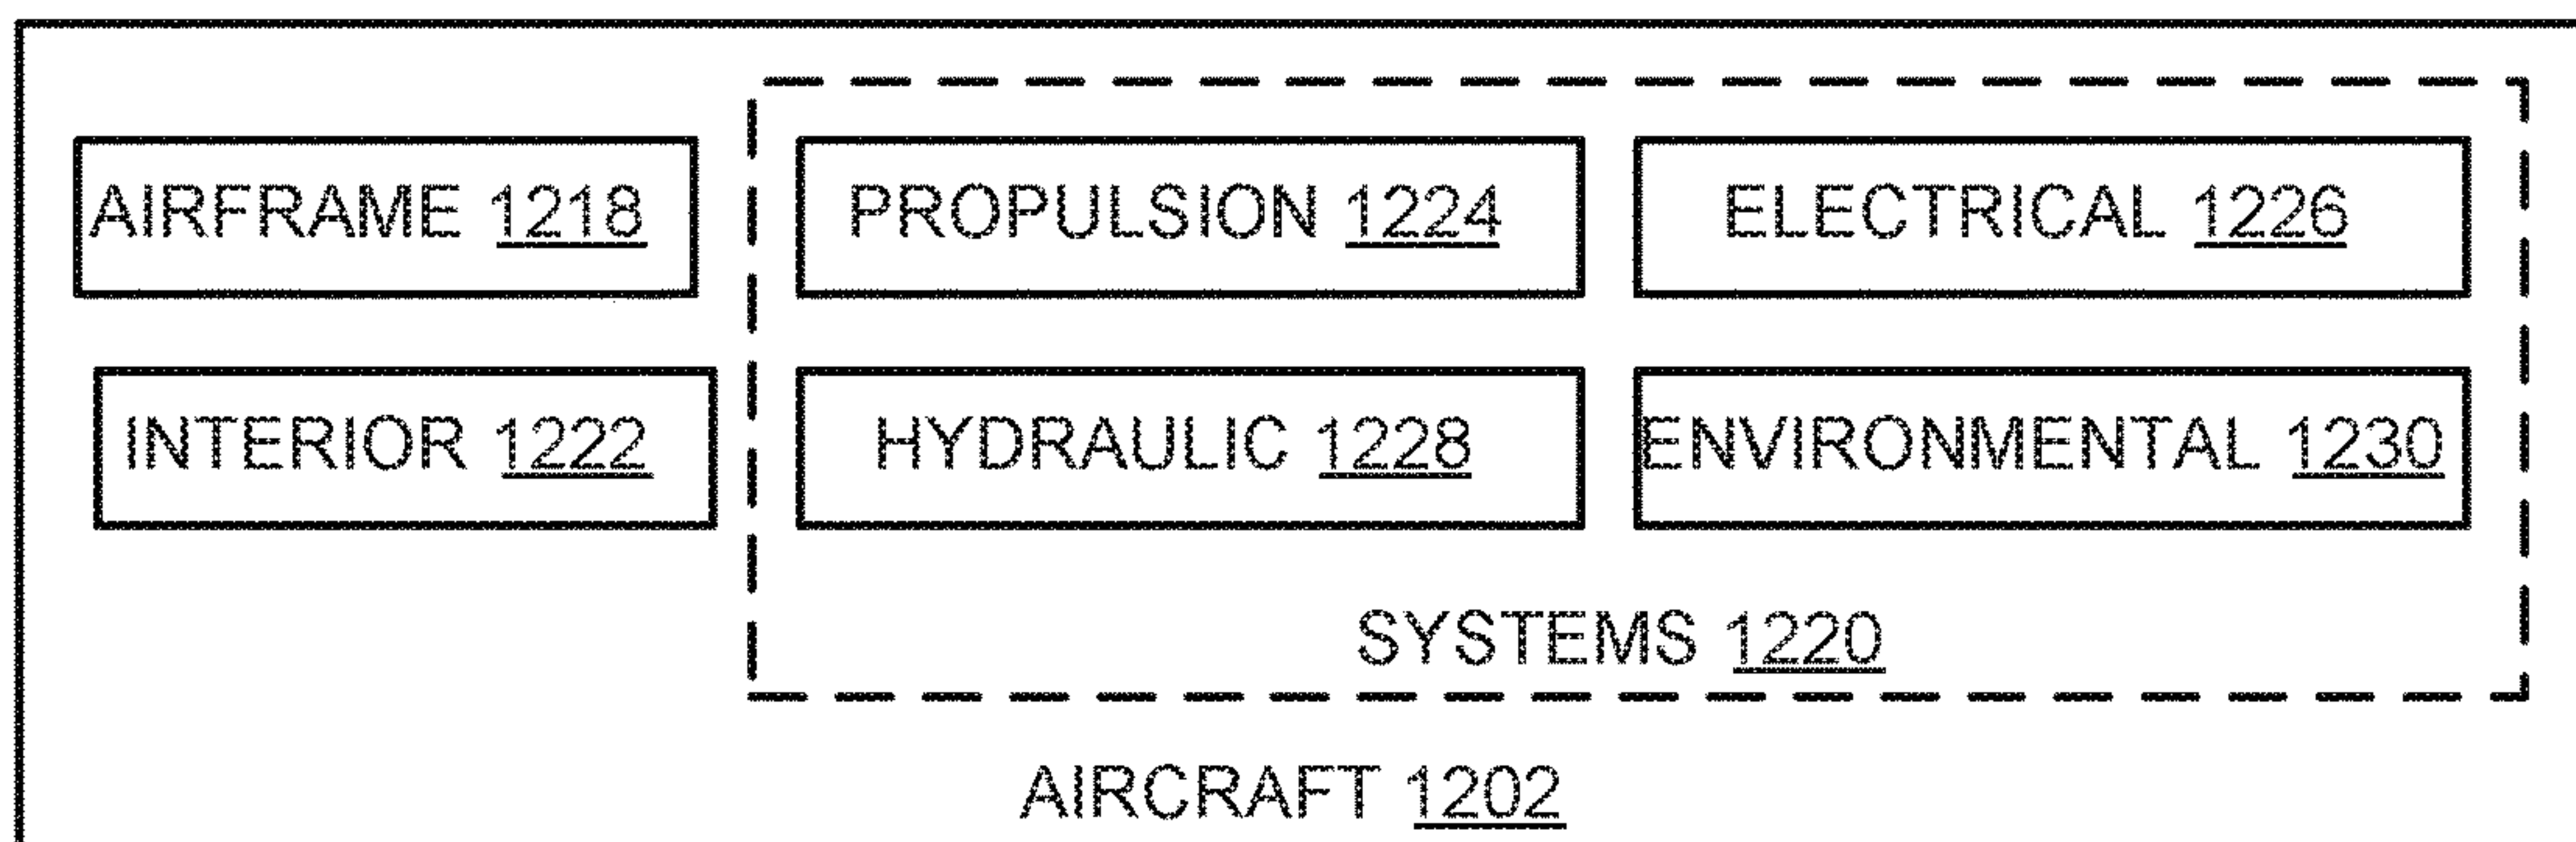 AIRFRAME 1218 PROPULSION 1224 ELECTRICAL 1226
INTERIOR 1222 HYDRAULIC 1228 ENVIRONMENTAL 1230
SYSTEMS 1220
AIRCRAFT 1202